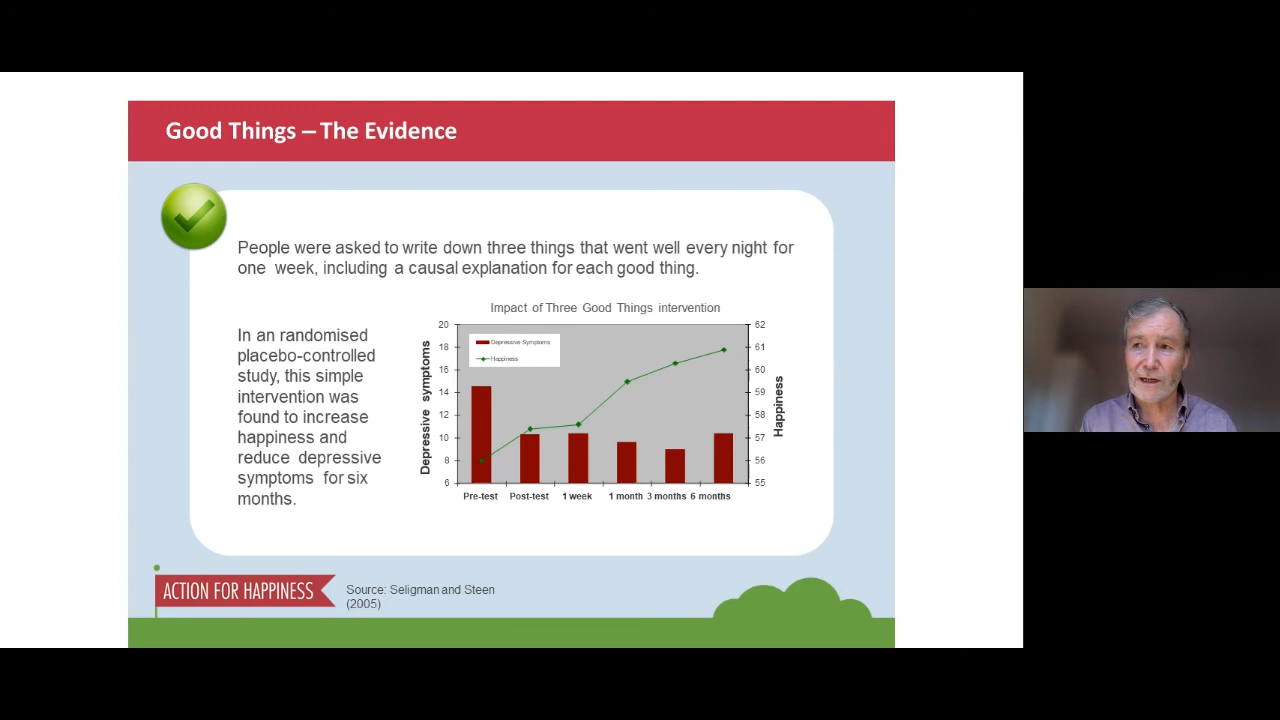 Good Things – The Evidence
People were asked to write down three things that went well every night for
one week, including a causal explanation for each good thing.
In an randomised
placebo-controlled
study, this simple
intervention was
found to increase
happiness and
reduce depressive
symptoms for six
months.
Impact of Three Good Things intervention
Depressive symptoms
20
18
16
14
12
10
8
6
Depressive Symptoms
Happiness
62
61
60
59
58
57
56
55
Happiness
Pre-test Post-test 1 week 1 month 3 months 6 months
ACTION FOR HAPPINESS
Source: Seligman and Steen
(2005)